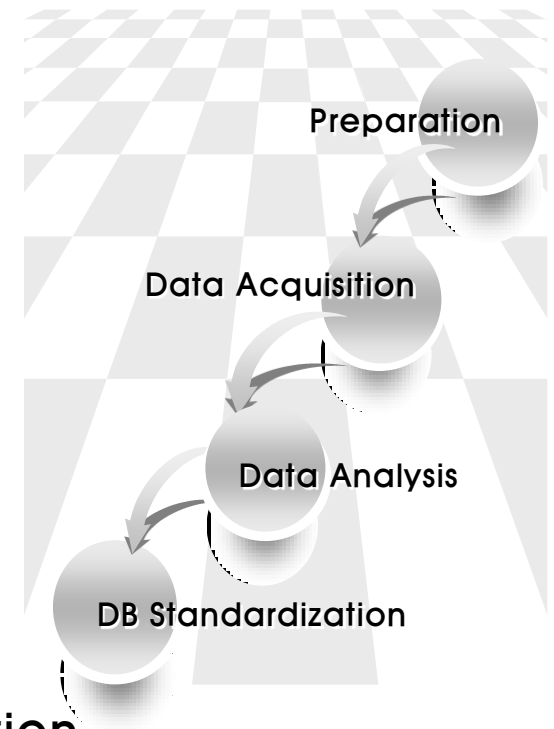 Preparation
Data Acquisition
Data Analysis
DB Standardization